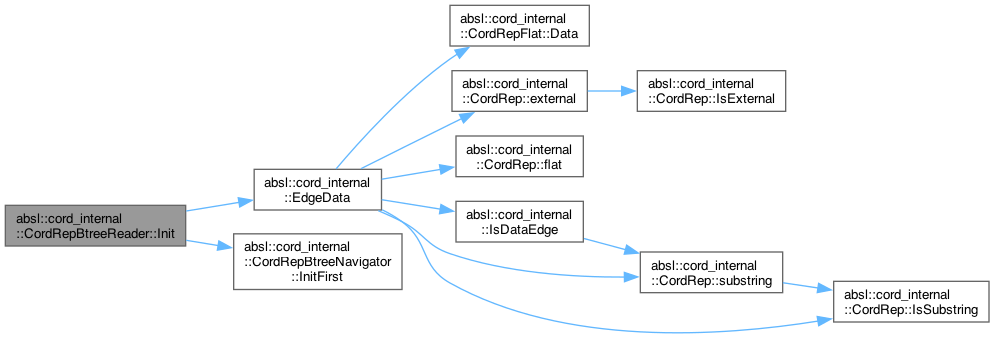 absl::cord_internal
::CordRepFlat::Data
absl::cord_internal
::CordRep::external
absl::cord_internal
::CordRep::IsExternal
absl::cord_internal
::CordRep::flat
absl::cord_internal
::EdgeData
absl::cord_internal
::IsDataEdge
absl::cord_internal
::CordRepBtreeReader::Init
absl::cord_internal
::CordRepBtreeNavigator
::InitFirst
absl::cord_internal
::CordRep::substring
absl::cord_internal
::CordRep::IsSubstring